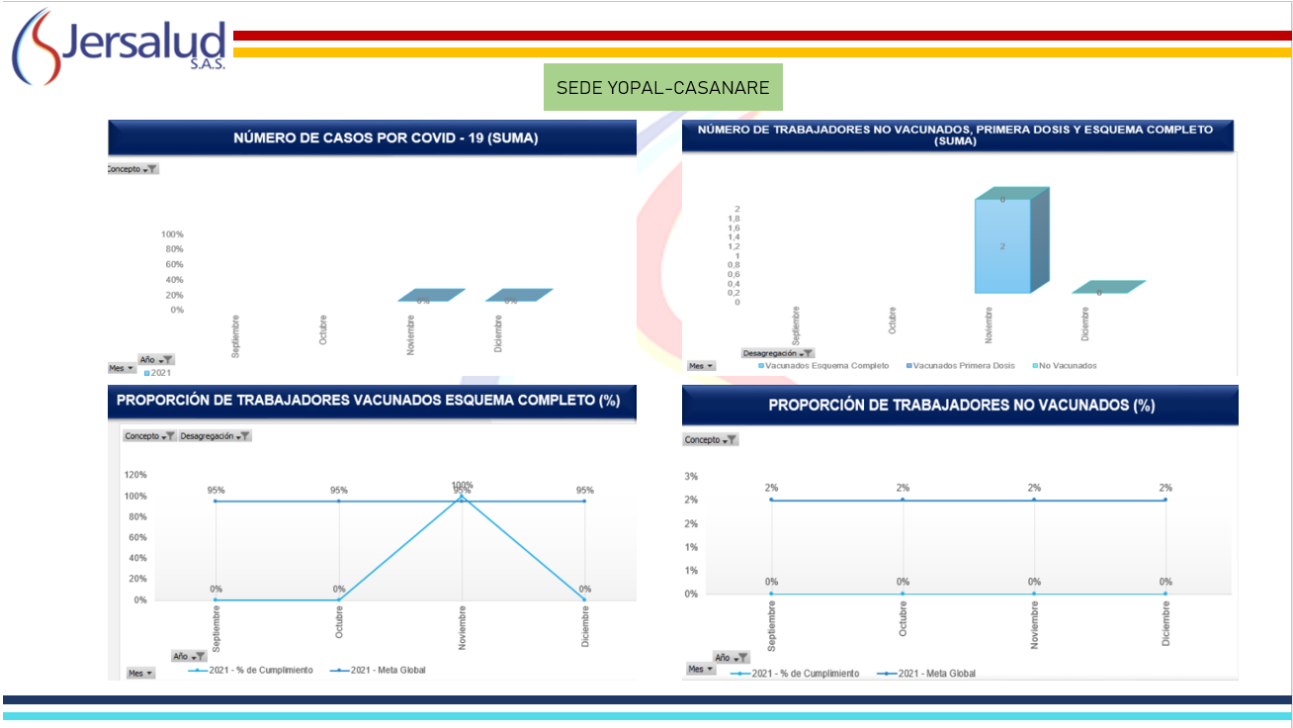 Jersalud
S.A.S.
SEDE YOPAL-CASANARE
NÚMERO DE CASOS POR COVID - 19 (SUMA)
Concepto
100%
80%
60%
40%
20%
0%
0%
0%
Septiembre
Octubre
Noviembre
Diciembre
Año
Mes
2021
NÚMERO DE TRABAJADORES NO VACUNADOS, PRIMERA DOSIS Y ESQUEMA COMPLETO
(SUMA)
2
1,8
1,6
1,4
1,2
1
0,8
0,6
0,4
0,2
0
0
2
0
Septiembre
Octubre
Noviembre
Diciembre
Desagregación
Mes
Vacunados Esquema Completo
Vacunados Primera Dosis
No Vacunados
PROPORCIÓN DE TRABAJADORES VACUNADOS ESQUEMA COMPLETO (%)
Concepto Desagregación
120%
100%
80%
60%
40%
20%
0%
95%
95%
100%
95%
95%
0%
0%
0%
Septiembre
Octubre
Noviembre
Diciembre
Año
Mes
2021 - % de Cumplimiento
2021 - Meta Global
PROPORCIÓN DE TRABAJADORES NO VACUNADOS (%)
Concepto
3%
2%
2%
1%
1%
0%
2%
2%
2%
2%
0%
0%
0%
0%
Septiembre
Octubre
Noviembre
Diciembre
Año
Mes
2021 - % de Cumplimiento
2021 - Meta Global